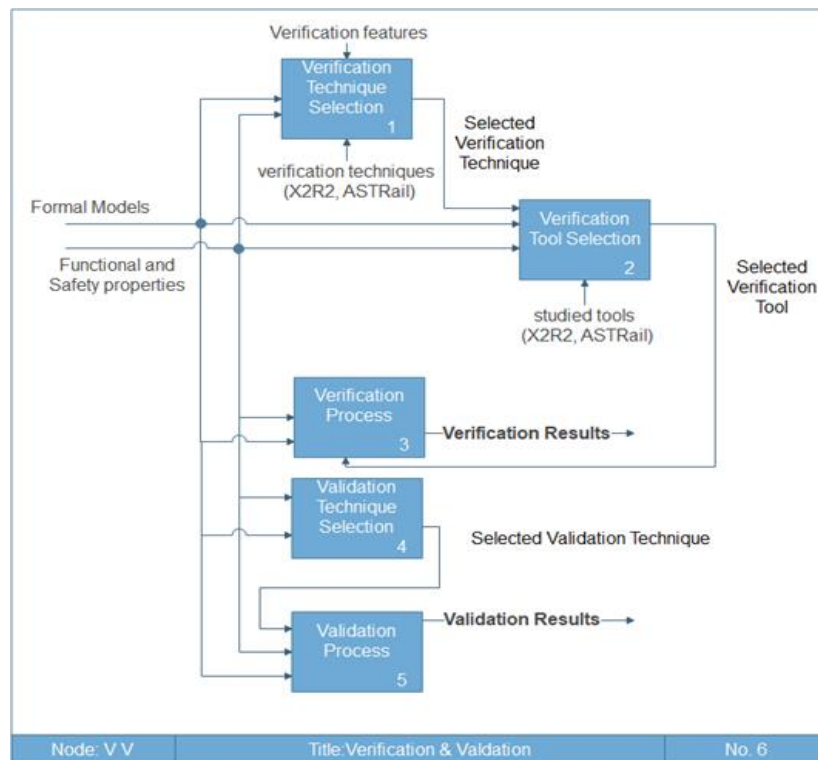 Verification features
Verification
Technique
Selection
1
Selected
Verification
Technique
verification techniques
(X2R2, ASTRail)
Formal Models
Verification
Tool Selection
2
Functional and
Safety properties
Selected
Verification
Tool
studied tools
(X2R2, ASTRail)
Verification
Process
3
Verification Results
Validation
Technique
Selection
4
Selected Validation Technique
Validation
Process
5
Validation Results
Node: V V
Title:Verification & Valdation
No. 6